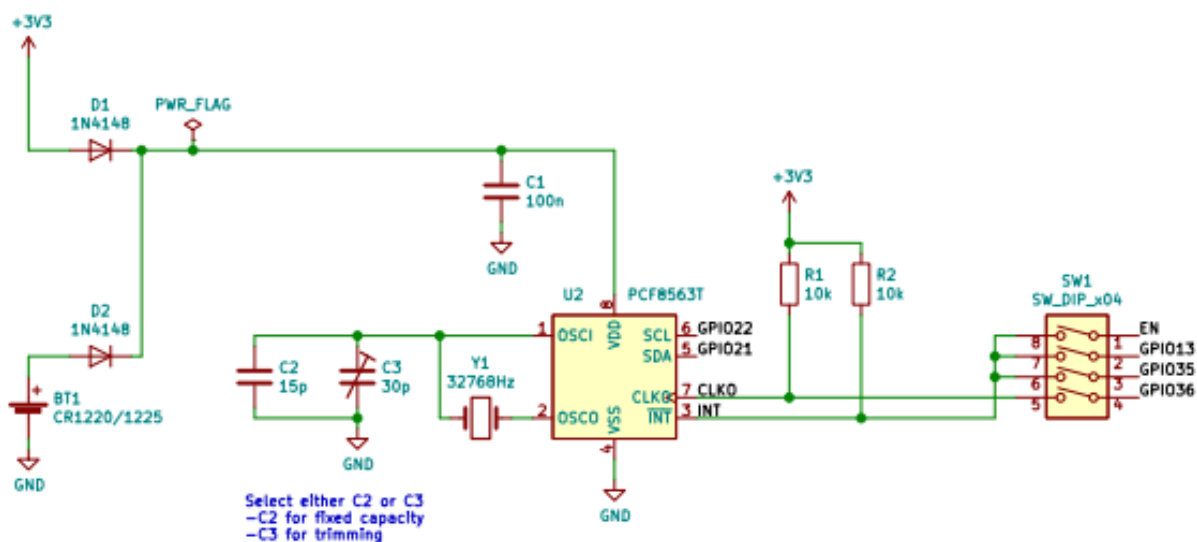 +3V3
D1
1N4148
PWR_FLAG
C1
100n
GND
+3V3
R1
10k
R2
10k
SW1
SW_DIP_x04
D2
1N4148
U2
PCF8563T
8
VDD
1
OSCI
SCL
6
GPIO22
SDA
5
GPIO21
8
1
EN
7
2
GPIO13
6
3
GPIO35
5
4
GPIO36
C2
15p
C3
30p
Y1
32768Hz
CLKO
7
CLKO
2
OSCO
VSS
INT
3
INT
4
BT1
CR1220/1225
+
GND
GND
GND
Select either C2 or C3
-C2 for fixed capacity
-C3 for trimming